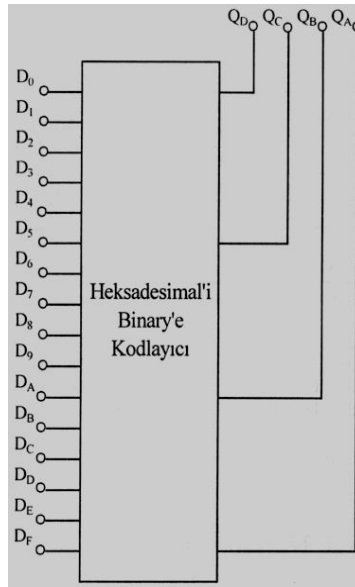 Q_D Q_C Q_B Q_A
D_0
D_1
D_2
D_3
D_4
D_5
D_6
D_7
D_8
D_9
D_A
D_B
D_C
D_D
D_E
D_F
Heksadesimal'i
Binary'e
Kodlayıcı